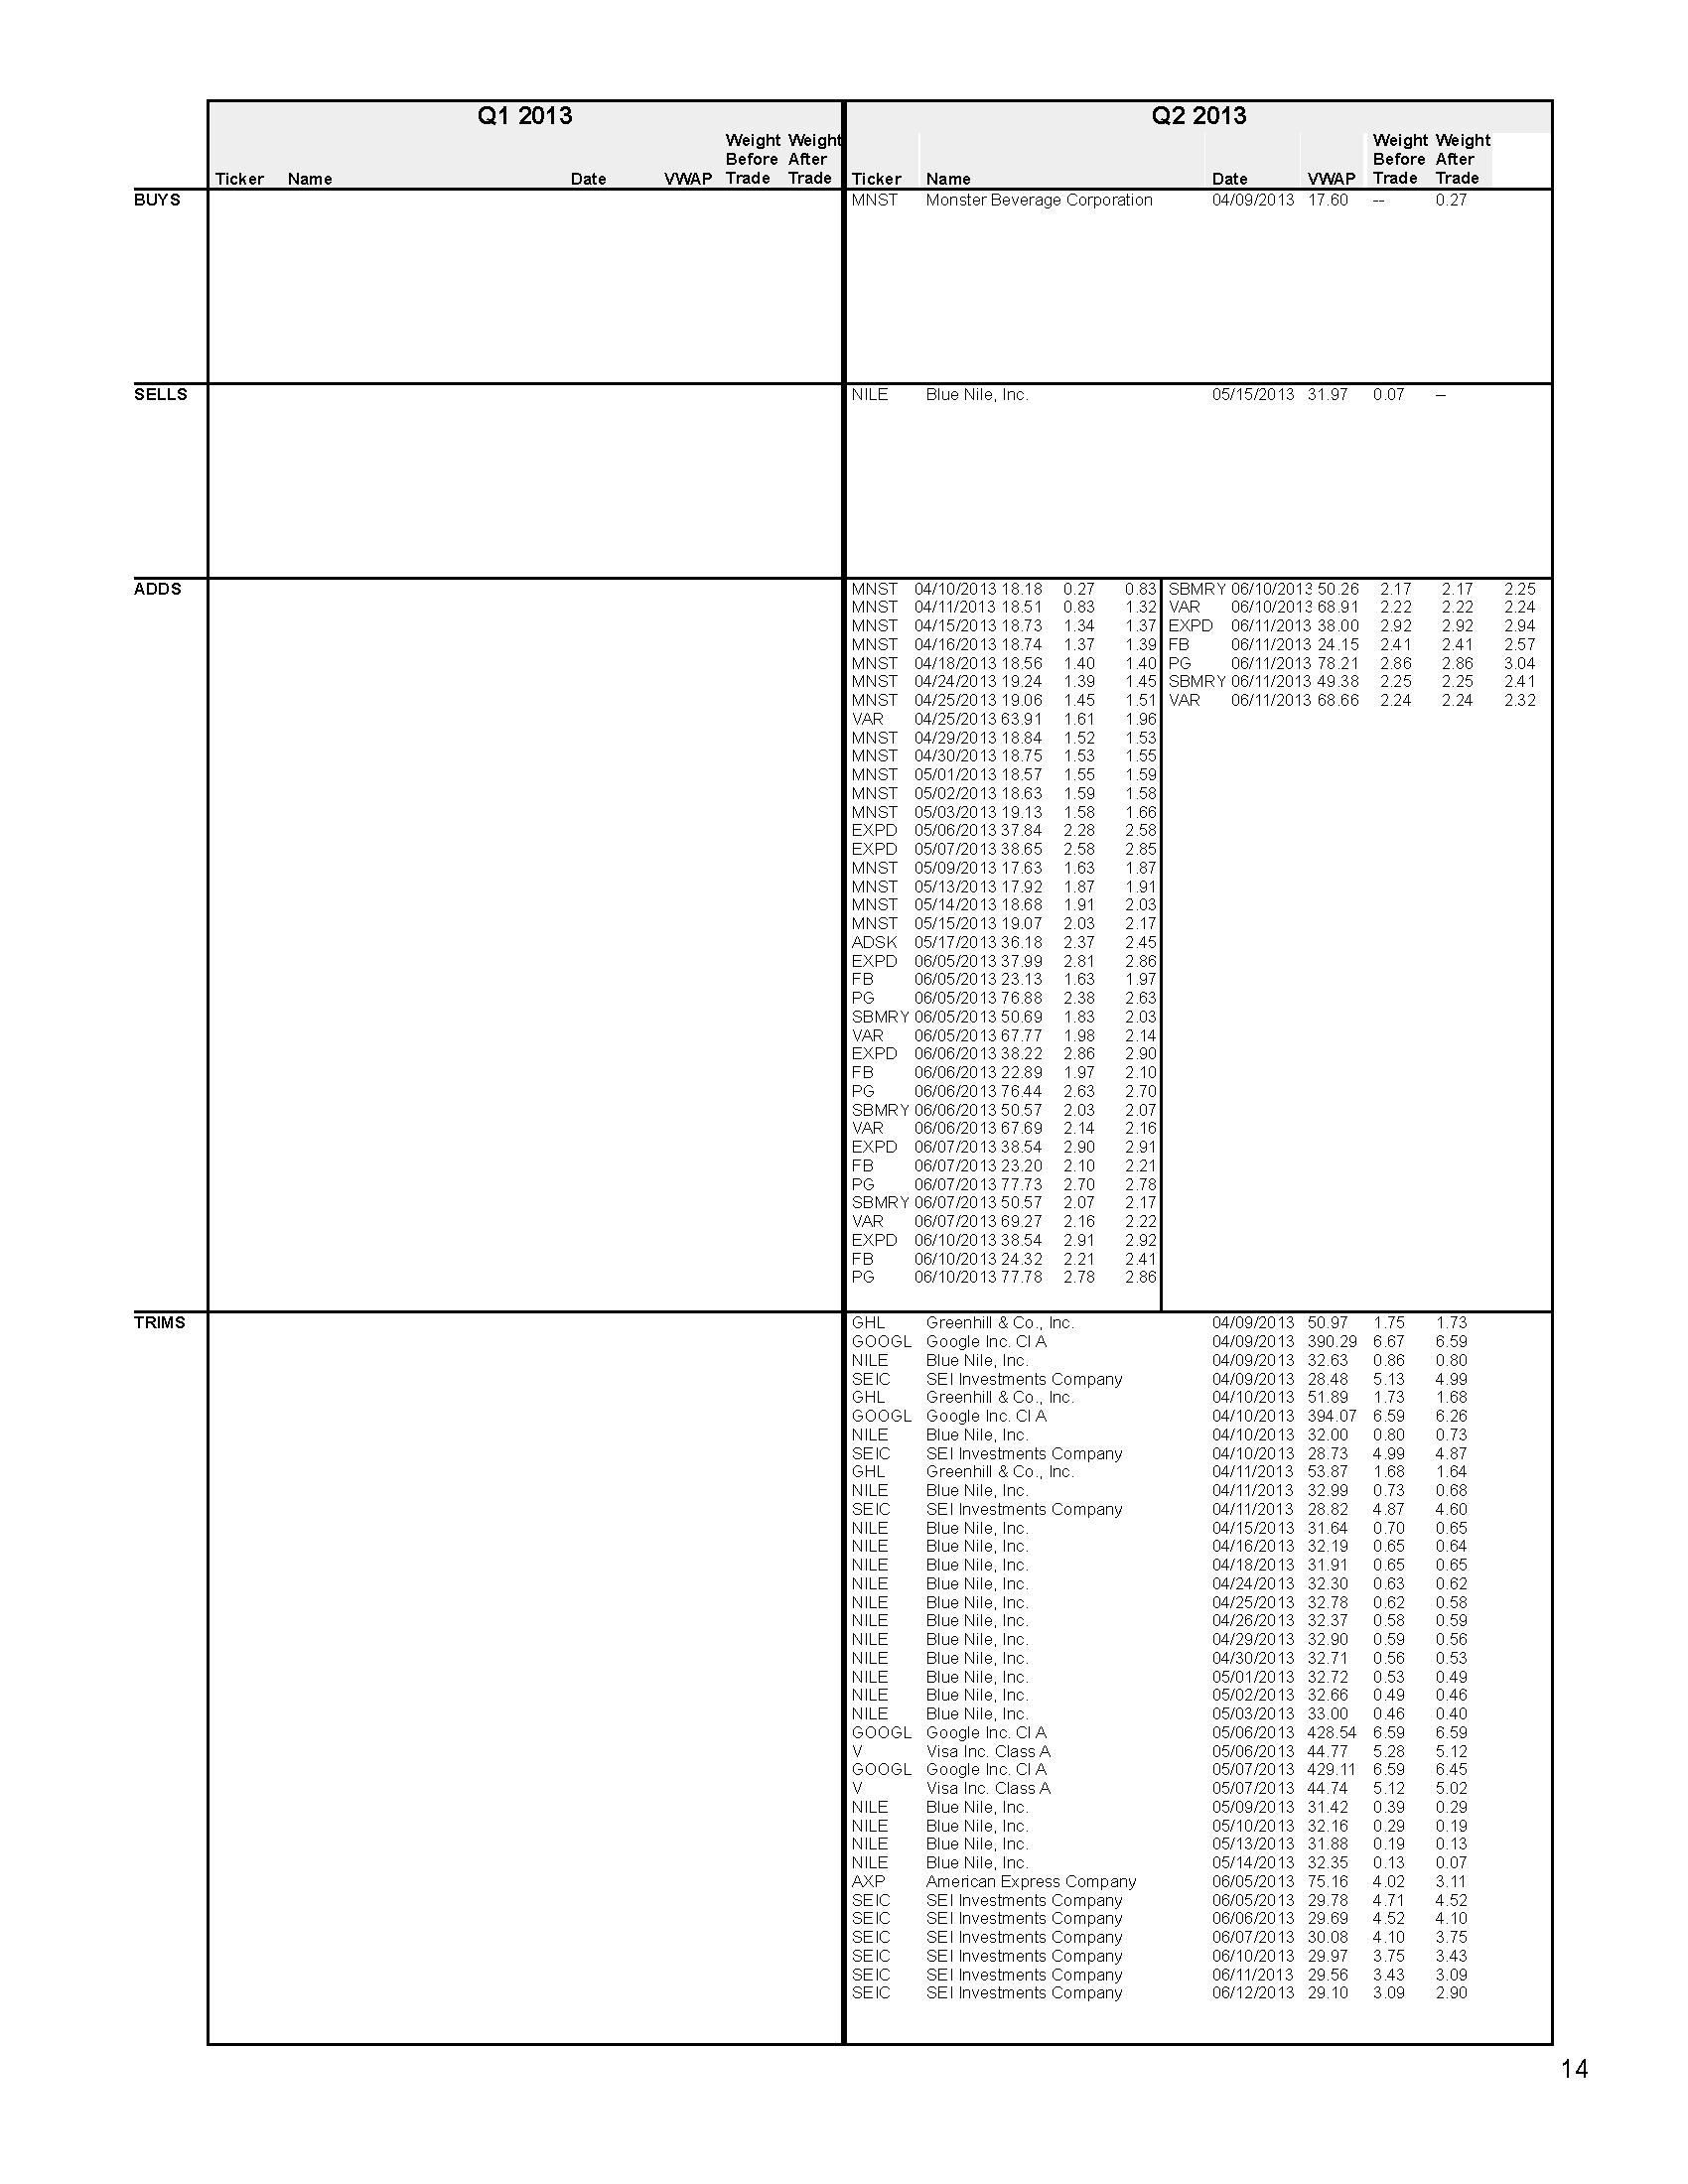 Q1 2013 Q2 2013
Weight Weight Weight Weight
Before After Before After
Ticker Name Date VWAP Trade Trade Ticker Name Date VWAP Trade Trade
BUYS MNST Monster Beverage Corporation 04/09/2013 17.60 -- 0.27
SELLS NILE Blue Nile, Inc. 05/15/2013 31.97 0.07 –
ADDS MNST 04/10/2013 18.18 0.27 0.83 SBMRY 06/10/2013 50.26 2.17 2.17 2.25
MNST 04/11/2013 18.51 0.83 1.32 VAR 06/10/2013 68.91 2.22 2.22 2.24
MNST 04/15/2013 18.73 1.34 1.37 EXPD 06/11/2013 38.00 2.92 2.92 2.94
MNST 04/16/2013 18.74 1.37 1.39 FB 06/11/2013 24.15 2.41 2.41 2.57
MNST 04/18/2013 18.56 1.40 1.40 PG 06/11/2013 78.21 2.86 2.86 3.04
MNST 04/24/2013 19.24 1.39 1.45 SBMRY 06/11/2013 49.38 2.25 2.25 2.41
MNST 04/25/2013 19.06 1.45 1.51 VAR 06/11/2013 68.66 2.24 2.24 2.32
VAR 04/25/2013 63.91 1.61 1.96
MNST 04/29/2013 18.84 1.52 1.53
MNST 04/30/2013 18.75 1.53 1.55
MNST 05/01/2013 18.57 1.55 1.59
MNST 05/02/2013 18.63 1.59 1.58
MNST 05/03/2013 19.13 1.58 1.66
EXPD 05/06/2013 37.84 2.28 2.58
EXPD 05/07/2013 38.65 2.58 2.85
MNST 05/09/2013 17.63 1.63 1.87
MNST 05/13/2013 17.92 1.87 1.91
MNST 05/14/2013 18.68 1.91 2.03
MNST 05/15/2013 19.07 2.03 2.17
ADSK 05/17/2013 36.18 2.37 2.45
EXPD 06/05/2013 37.99 2.81 2.86
FB 06/05/2013 23.13 1.63 1.97
PG 06/05/2013 76.88 2.38 2.63
SBMRY 06/05/2013 50.69 1.83 2.03
VAR 06/05/2013 67.77 1.98 2.14
EXPD 06/06/2013 38.22 2.86 2.90
FB 06/06/2013 22.89 1.97 2.10
PG 06/06/2013 76.44 2.63 2.70
SBMRY 06/06/2013 50.57 2.03 2.07
VAR 06/06/2013 67.69 2.14 2.16
EXPD 06/07/2013 38.54 2.90 2.91
FB 06/07/2013 23.20 2.10 2.21
PG 06/07/2013 77.73 2.70 2.78
SBMRY 06/07/2013 50.57 2.07 2.17
VAR 06/07/2013 69.27 2.16 2.22
EXPD 06/10/2013 38.54 2.91 2.92
FB 06/10/2013 24.32 2.21 2.41
PG 06/10/2013 77.78 2.78 2.86
TRIMS GHL Greenhill & Co., Inc. 04/09/2013 50.97 1.75 1.73
GOOGL Google Inc. Cl A 04/09/2013 390.29 6.67 6.59
NILE Blue Nile, Inc. 04/09/2013 32.63 0.86 0.80
SEIC SEI Investments Company 04/09/2013 28.48 5.13 4.99
GHL Greenhill & Co., Inc. 04/10/2013 51.89 1.73 1.68
GOOGL Google Inc. Cl A 04/10/2013 394.07 6.59 6.26
NILE Blue Nile, Inc. 04/10/2013 32.00 0.80 0.73
SEIC SEI Investments Company 04/10/2013 28.73 4.99 4.87
GHL Greenhill & Co., Inc. 04/11/2013 53.87 1.68 1.64
NILE Blue Nile, Inc. 04/11/2013 32.99 0.73 0.68
SEIC SEI Investments Company 04/11/2013 28.82 4.87 4.60
NILE Blue Nile, Inc. 04/15/2013 31.64 0.70 0.65
NILE Blue Nile, Inc. 04/16/2013 32.19 0.65 0.64
NILE Blue Nile, Inc. 04/18/2013 31.91 0.65 0.65
NILE Blue Nile, Inc. 04/24/2013 32.30 0.63 0.62
NILE Blue Nile, Inc. 04/25/2013 32.78 0.62 0.58
NILE Blue Nile, Inc. 04/26/2013 32.37 0.58 0.59
NILE Blue Nile, Inc. 04/29/2013 32.90 0.59 0.56
NILE Blue Nile, Inc. 04/30/2013 32.71 0.56 0.53
NILE Blue Nile, Inc. 05/01/2013 32.72 0.53 0.49
NILE Blue Nile, Inc. 05/02/2013 32.66 0.49 0.46
NILE Blue Nile, Inc. 05/03/2013 33.00 0.46 0.40
GOOGL Google Inc. Cl A 05/06/2013 428.54 6.59 6.59
V Visa Inc. Class A 05/06/2013 44.77 5.28 5.12
GOOGL Google Inc. Cl A 05/07/2013 429.11 6.59 6.45
V Visa Inc. Class A 05/07/2013 44.74 5.12 5.02
NILE Blue Nile, Inc. 05/09/2013 31.42 0.39 0.29
NILE Blue Nile, Inc. 05/10/2013 32.16 0.29 0.19
NILE Blue Nile, Inc. 05/13/2013 31.88 0.19 0.13
NILE Blue Nile, Inc. 05/14/2013 32.35 0.13 0.07
AXP American Express Company 06/05/2013 75.16 4.02 3.11
SEIC SEI Investments Company 06/05/2013 29.78 4.71 4.52
SEIC SEI Investments Company 06/06/2013 29.69 4.52 4.10
SEIC SEI Investments Company 06/07/2013 30.08 4.10 3.75
SEIC SEI Investments Company 06/10/2013 29.97 3.75 3.43
SEIC SEI Investments Company 06/11/2013 29.56 3.43 3.09
SEIC SEI Investments Company 06/12/2013 29.10 3.09 2.90
14